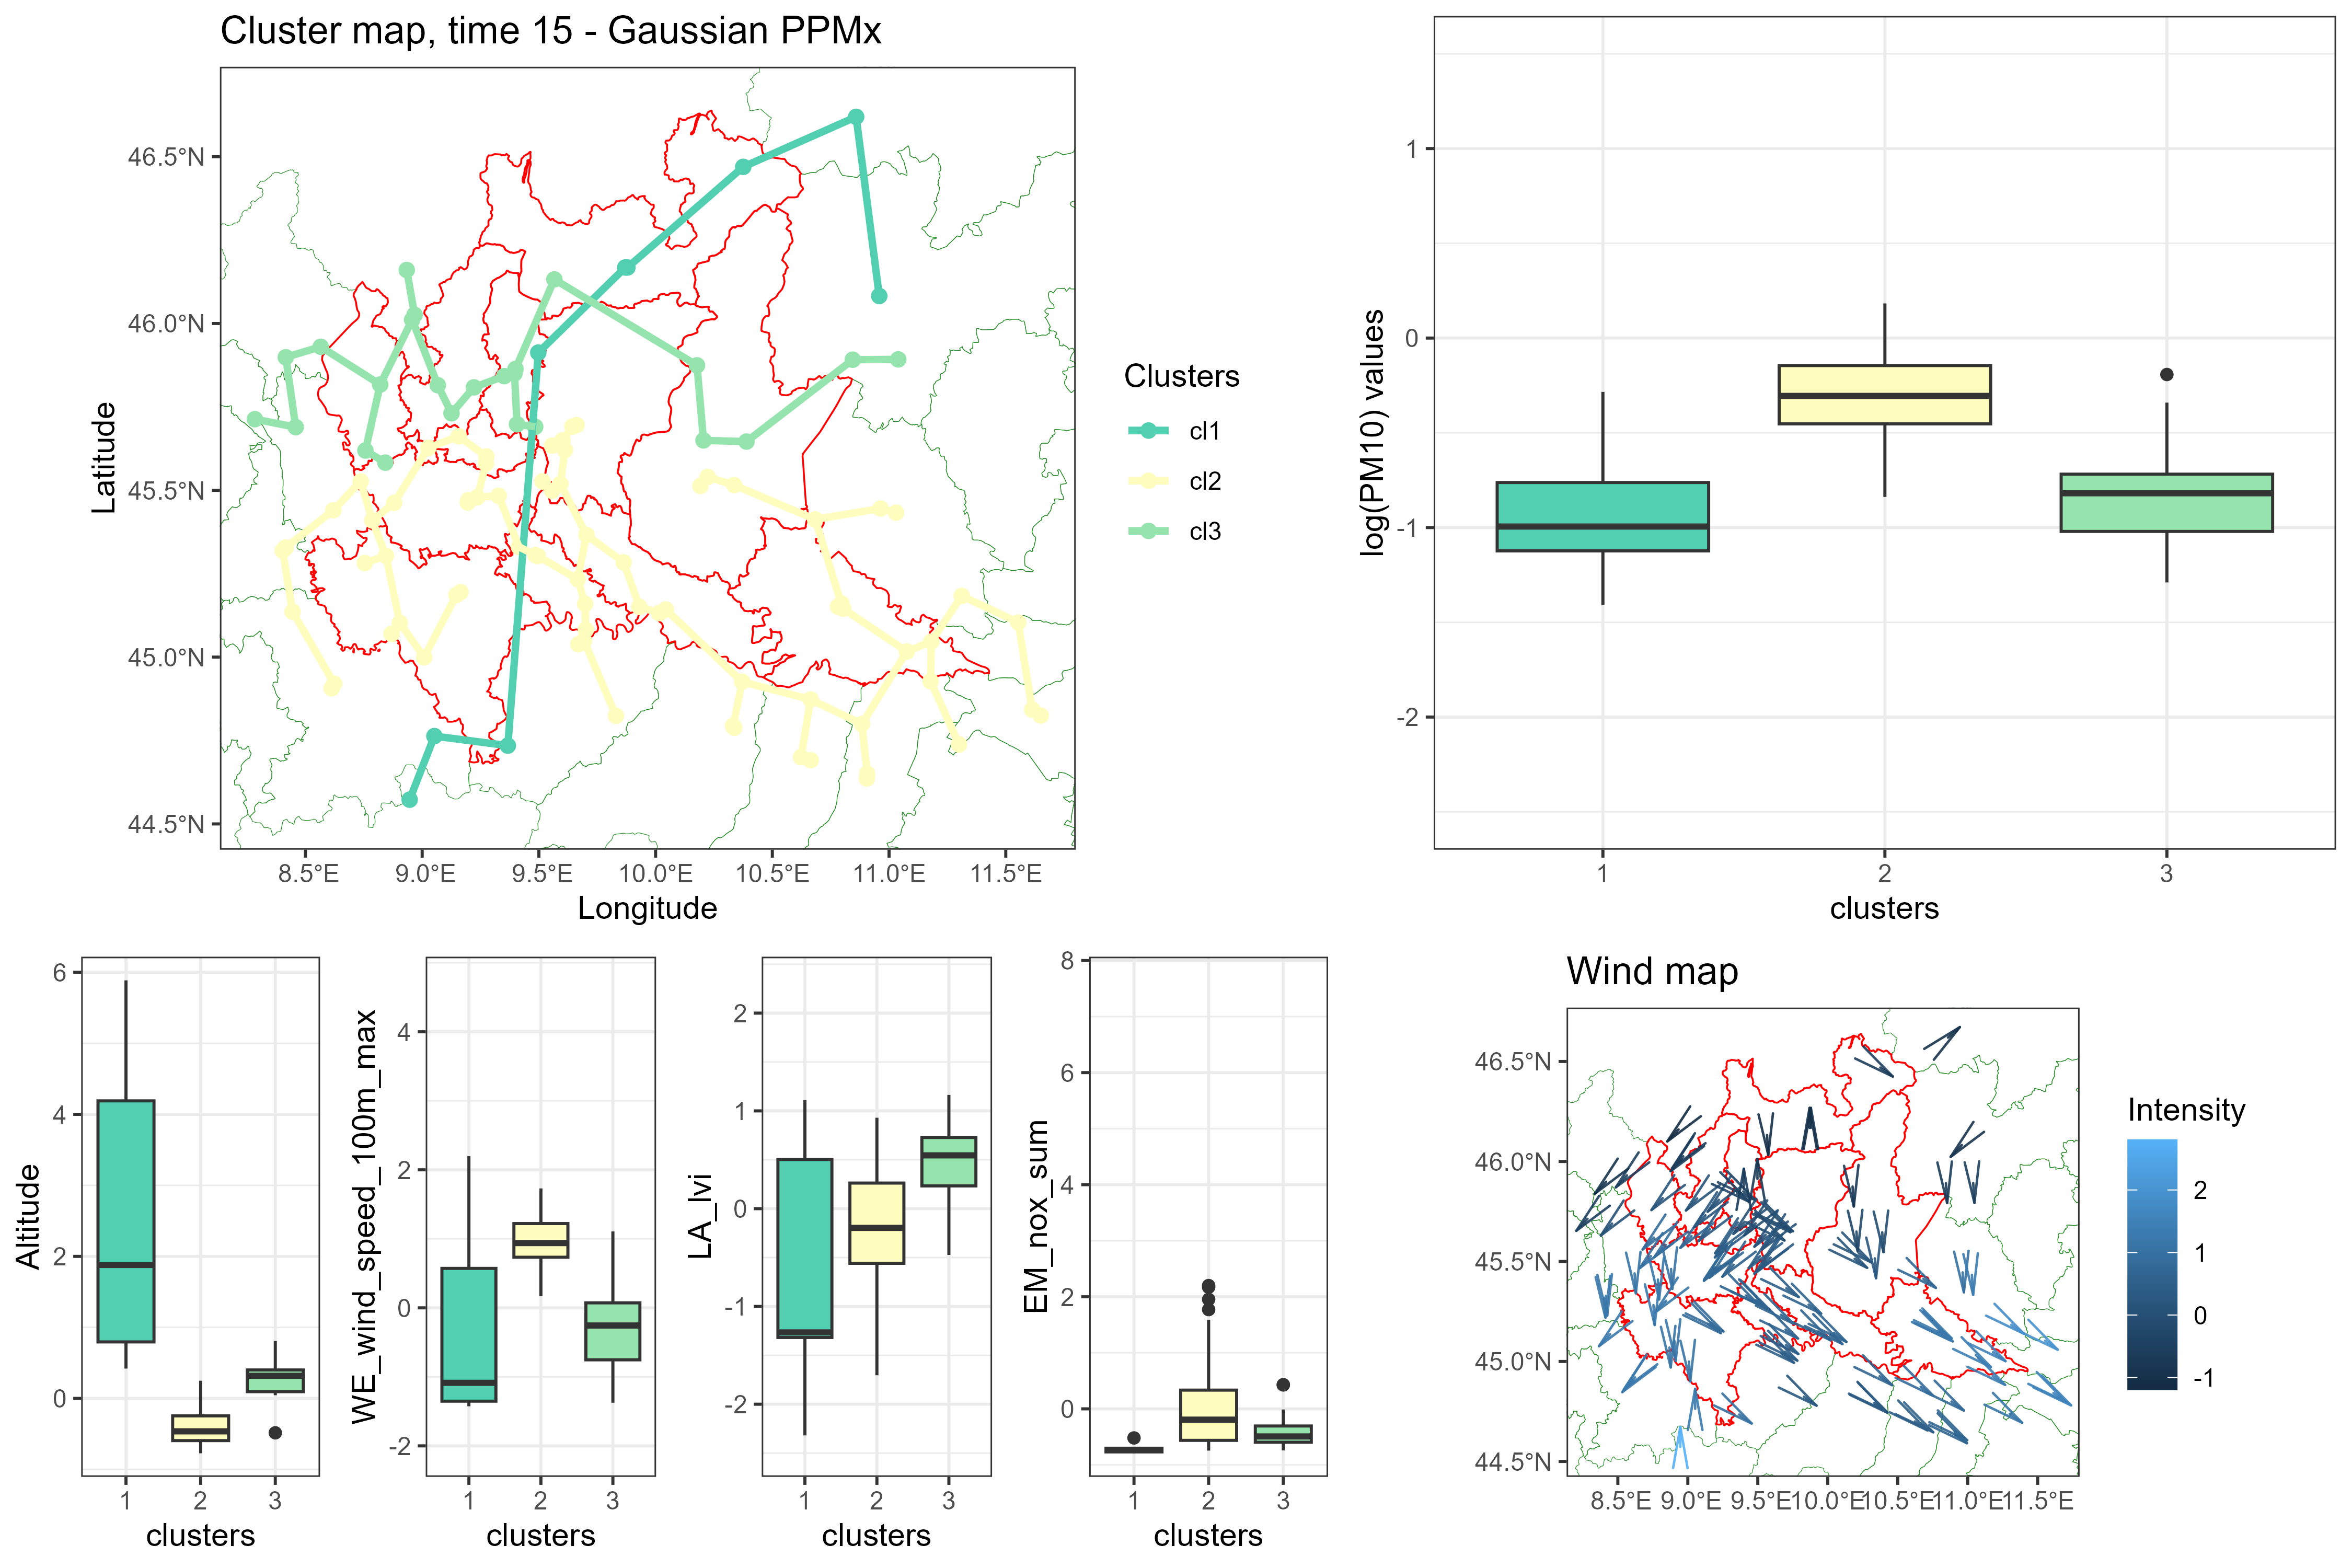 Cluster map, time 15 - Gaussian PPMx
46.5°N
46.0°N
45.5°N
45.0°N
44.5°N
Latitude
8.5°E 9.0°E 9.5°E 10.0°E 10.5°E 11.0°E 11.5°E
Longitude
Clusters
cl1
cl2
cl3
1
0
-1
-2
log(PM10) values
1 2 3
clusters
6
4
2
0
Altitude
1 2 3
clusters
4
2
0
-2
WE_wind_speed_100m_max
1 2 3
clusters
2
1
0
-1
-2
LA_lvi
1 2 3
clusters
8
6
4
2
0
EM_nox_sum
1 2 3
clusters
Wind map
46.5°N
46.0°N
45.5°N
45.0°N
44.5°N
8.5°E 9.0°E 9.5°E 10.0°E 10.5°E 11.0°E 11.5°E
Intensity
2
1
0
-1